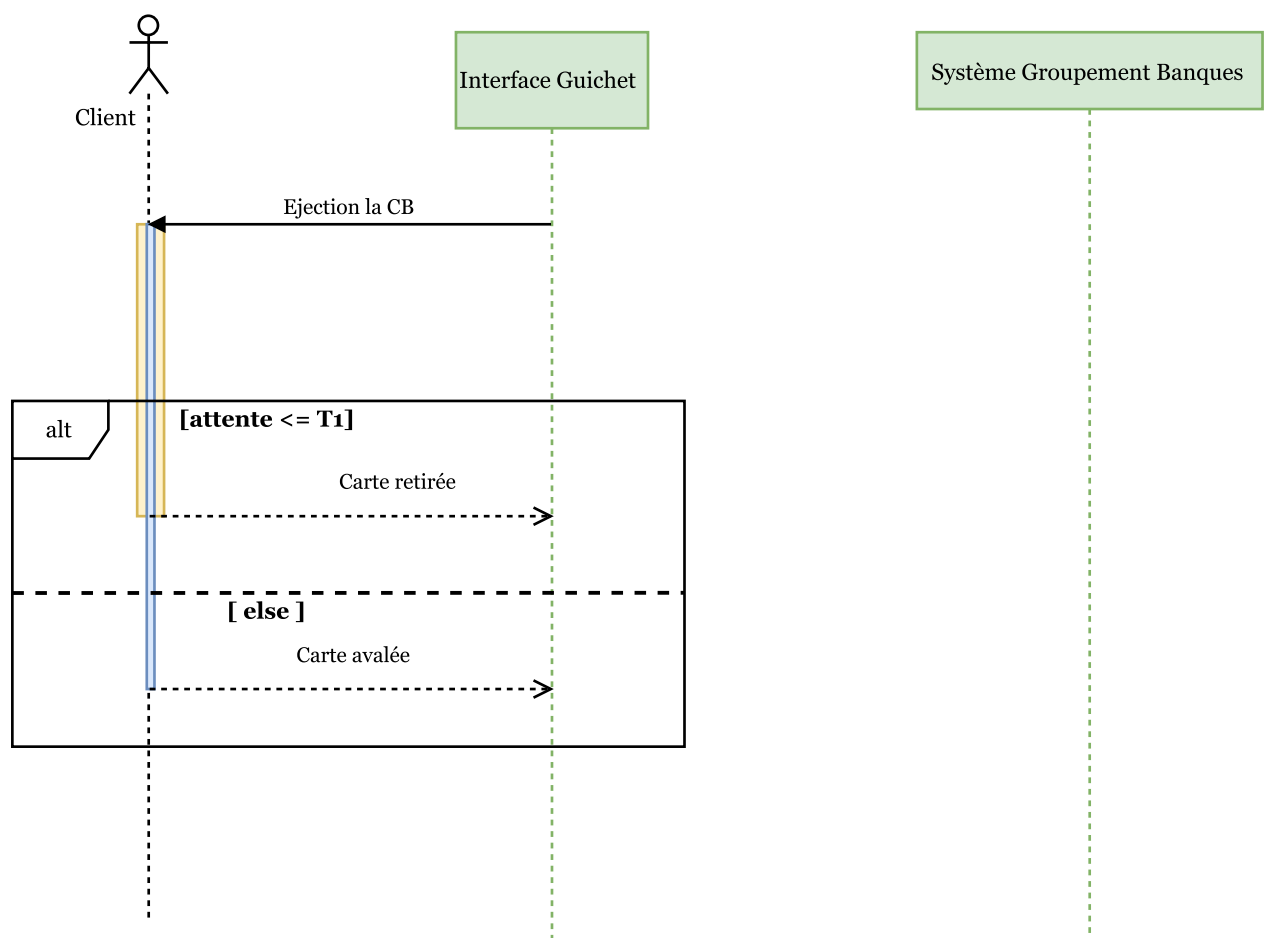 Client
Interface Guichet
Système Groupement Banques
Ejection la CB
alt
[attente <= T1]
Carte retirée
[ else ]
Carte avalée